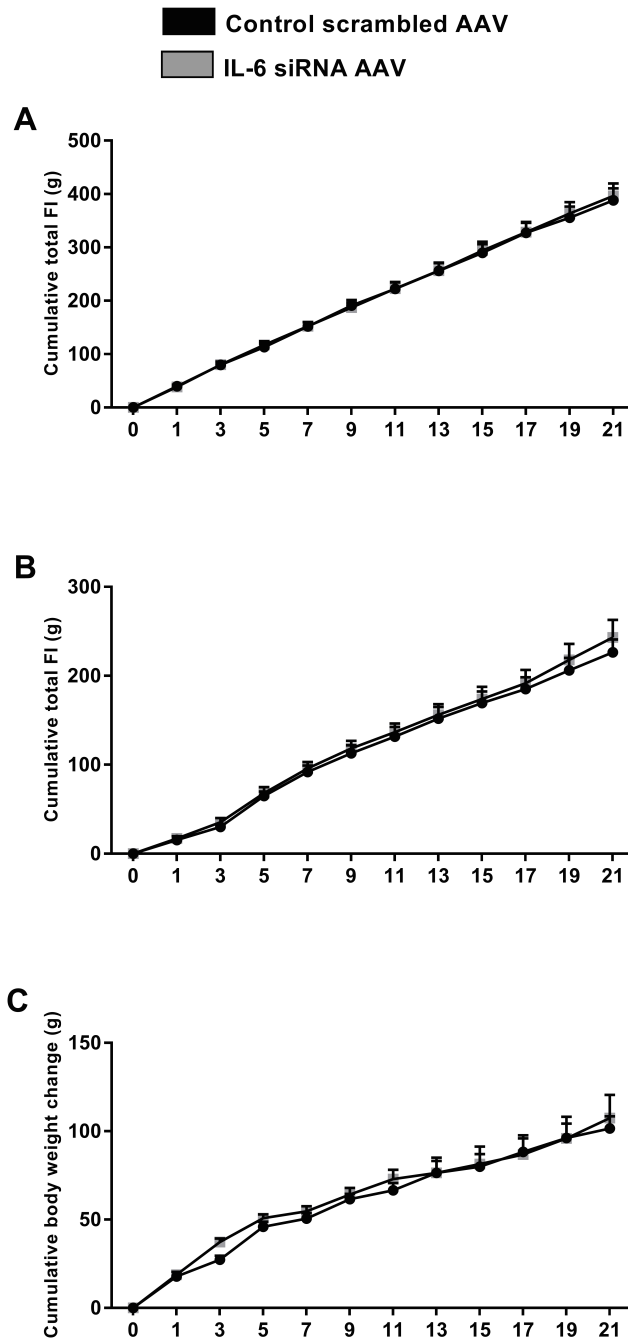 Control scrambled AAV
IL-6 siRNA AAV
A
Cumulative total FI (g)
500
400
300
200
100
0
0 1 3 5 7 9 11 13 15 17 19 21
B
Cumulative total FI (g)
300
200
100
0
0 1 3 5 7 9 11 13 15 17 19 21
C
Cumulative body weight change (g)
150
100
50
0
0 1 3 5 7 9 11 13 15 17 19 21